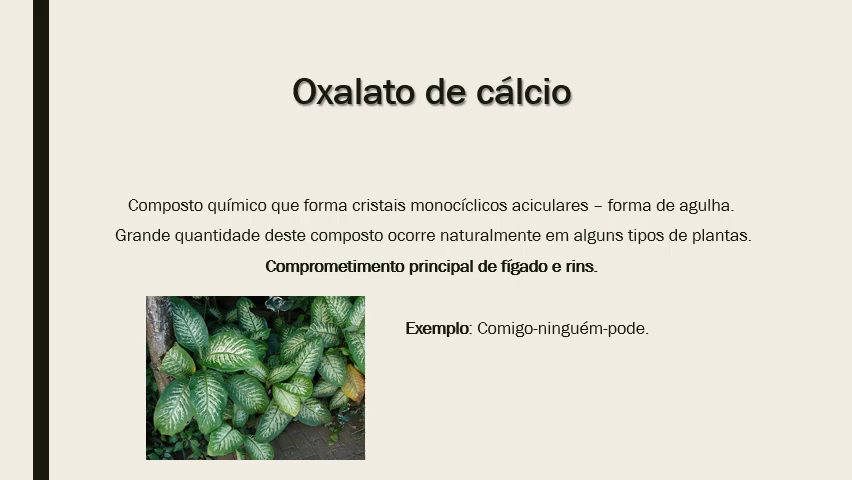 Oxalato de cálcio
Composto químico que forma cristais monocíclicos aciculares – forma de agulha.
Grande quantidade deste composto ocorre naturalmente em alguns tipos de plantas.
Comprometimento principal de fígado e rins.
Exemplo: Comigo-ninguém-pode.